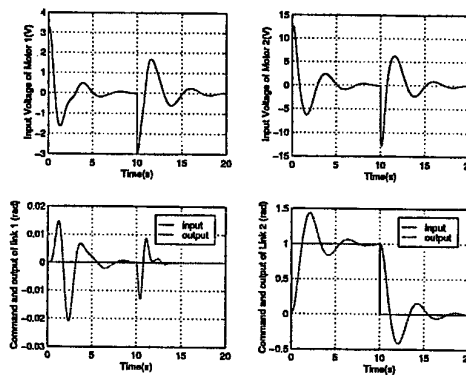 Input Voltage of Motor 1(V)
4
3
2
1
0
-1
-2
-3
0 5 10 15 20
Time(s)
Input Voltage of Motor 2(V)
15
10
5
0
-5
-10
-15
0 5 10 15 20
Time(s)
Command and output of link 1 (rad)
0.02
0.01
0
-0.01
-0.02
-0.03
0 5 10 15 20
Time(s)
input
output
Command and output of Link 2 (rad)
1.5
1
0.5
0
-0.5
0 5 10 15 20
Time(s)
input
output